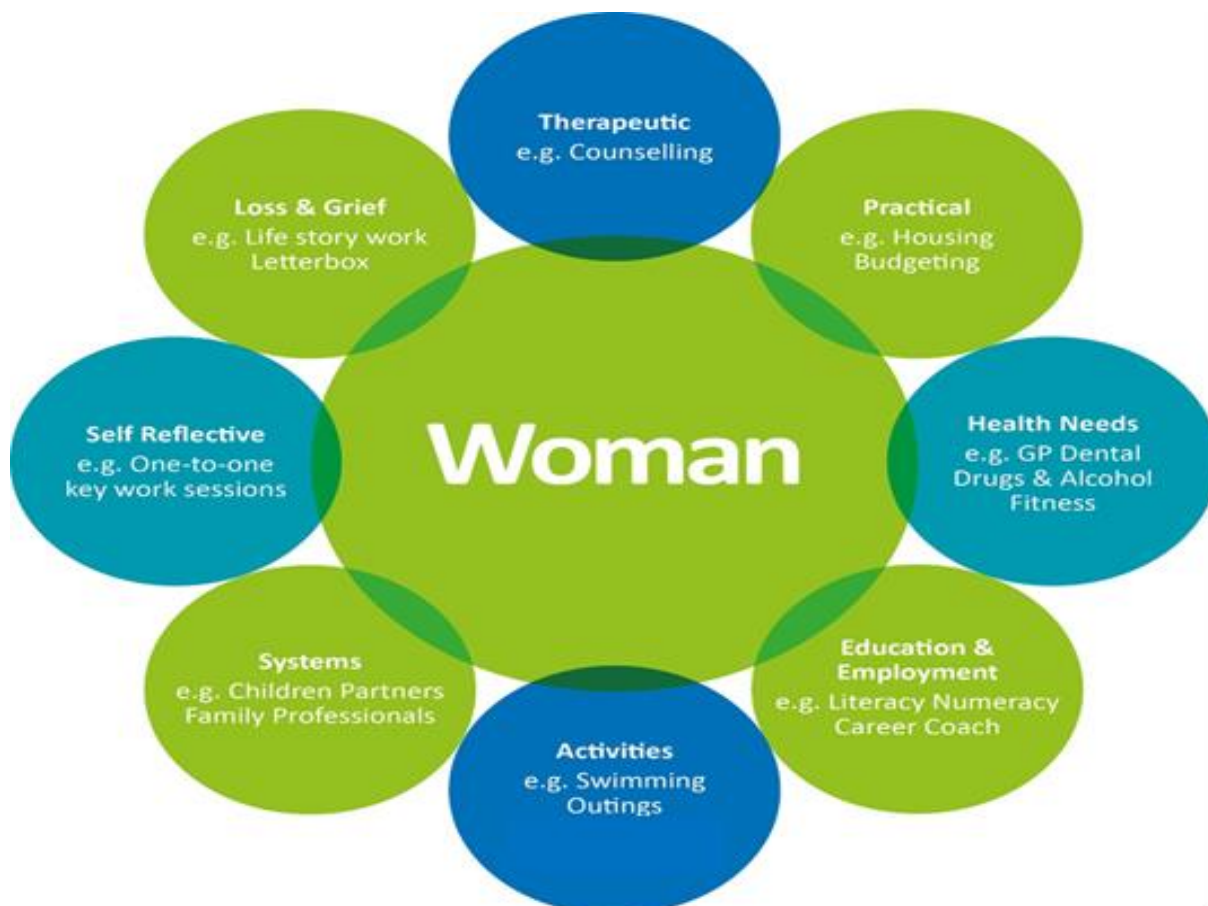 Therapeutic
e.g. Counselling
Loss & Grief
e.g. Life story work
Letterbox
Practical
e.g. Housing
Budgeting
Self Reflective
e.g. One-to-one
key work sessions
Woman
Health Needs
e.g. GP Dental
Drugs & Alcohol
Fitness
Systems
e.g. Children Partners
Family Professionals
Education &
Employment
e.g. Literacy Numeracy
Career Coach
Activities
e.g. Swimming
Outings